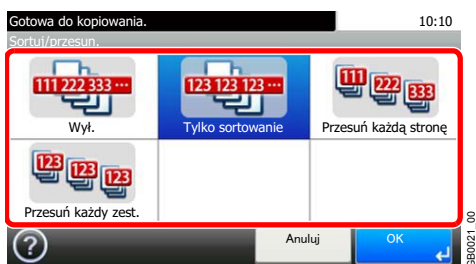 Gotowa do kopiowania. 10:10
Sortuj/przesun.
111 222 333 ··· 123 123 123 ··· 111 222 333
Wył. Tylko sortowanie Przesuń każdą stronę
123 123 123
Przesuń każdy zest.
? Anuluj OK
GB0021_00